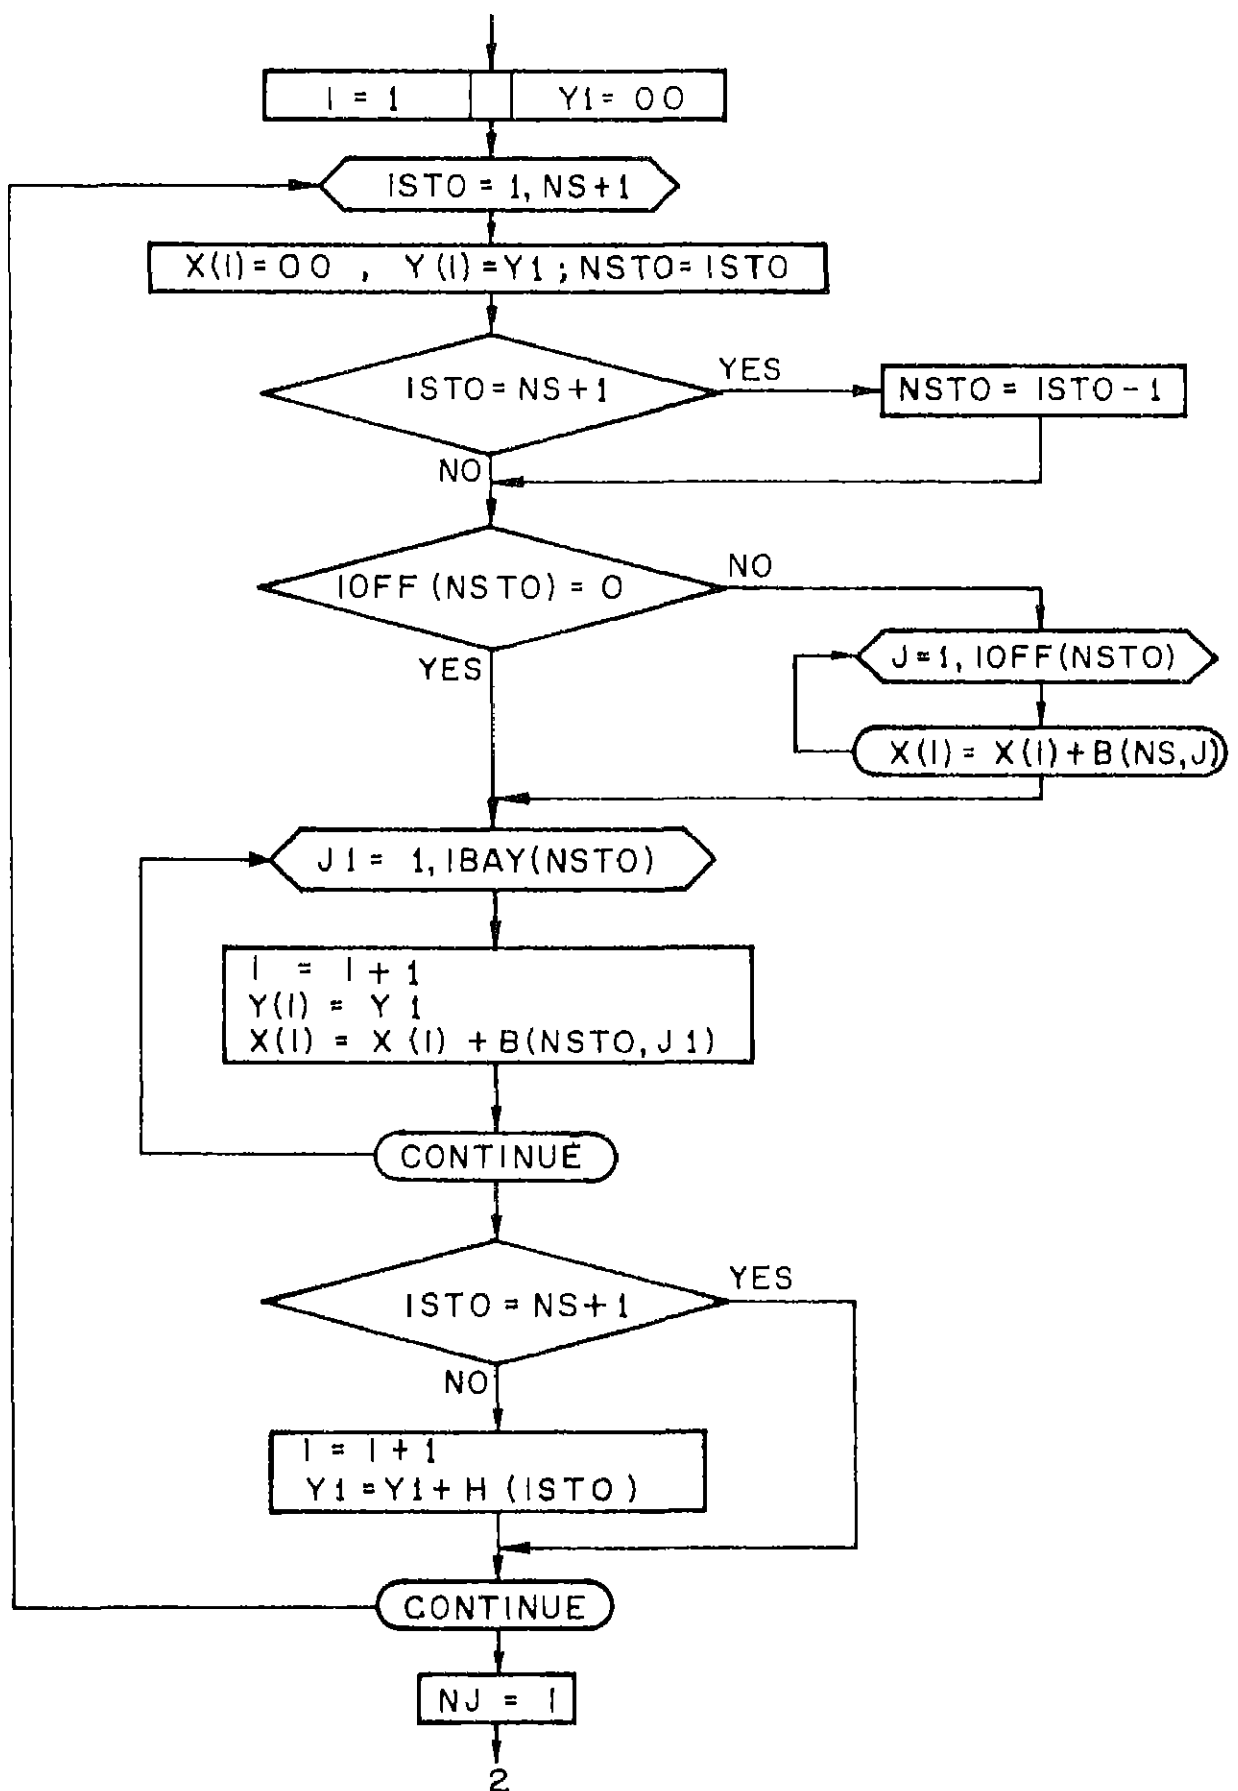 I = 1
Y1= 0 0
ISTO = 1, NS+1
X(I)=0 0 , Y(I)=Y1 ; NSTO=ISTO
ISTO=NS+1
YES
NSTO = ISTO-1
NO
IOFF (NSTO) = 0
NO
YES
J=1, IOFF(NSTO)
X(I)= X(I)+B(NS,J)
J1 = 1, IBAY(NSTO)
I = I + 1
Y(I) = Y1
X(I) = X (I) + B(NSTO, J1)
CONTINUE
ISTO = NS+1
YES
NO
I = I + 1
Y1=Y1+ H (ISTO)
CONTINUE
NJ = I
2